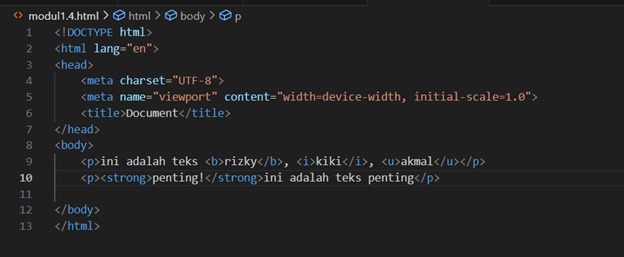 modul1.4.html > html > body > p
1 <!DOCTYPE html>
2 <html lang="en">
3 <head>
4     <meta charset="UTF-8">
5     <meta name="viewport" content="width=device-width, initial-scale=1.0">
6     <title>Document</title>
7 </head>
8 <body>
9     <p>ini adalah teks <b>rizky</b>, <i>kiki</i>, <u>akmal</u></p>
10     <p><strong>penting!</strong>ini adalah teks penting</p>
11
12 </body>
13 </html>